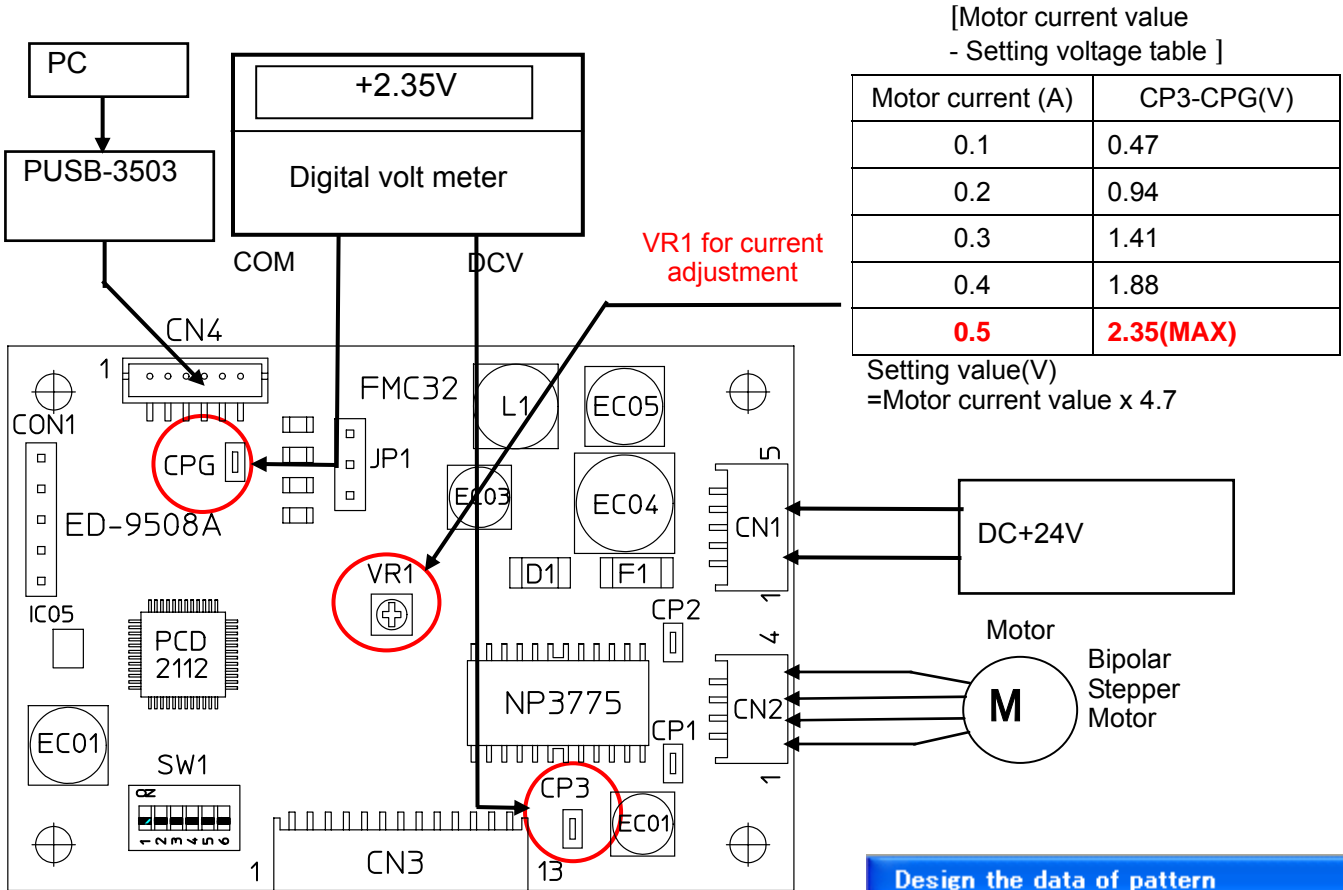 [Motor current value
- Setting voltage table ]
PC
+2.35V
Motor current (A) CP3-CPG(V)
0.1 0.47
PUSB-3503
Digital volt meter
0.2 0.94
0.3 1.41
0.4 1.88
0.5 2.35(MAX)
COM DCV
VR1 for current
adjustment
Setting value(V)
=Motor current value x 4.7
CN4
1
FMC32
L1
EC05
CON1
CPG
JP1
EC03
EC04
5
CN1
1
ED-9508A
DC+24V
VR1
D1
F1
IC05
PCD
2112
CP2
4
CN2
1
Motor
Bipolar
Stepper
Motor
M
NP3775
CP1
EC01
SW1
ON
1 2 3 4 5 6
CP3
EC01
1
CN3
13
Design the data of pattern